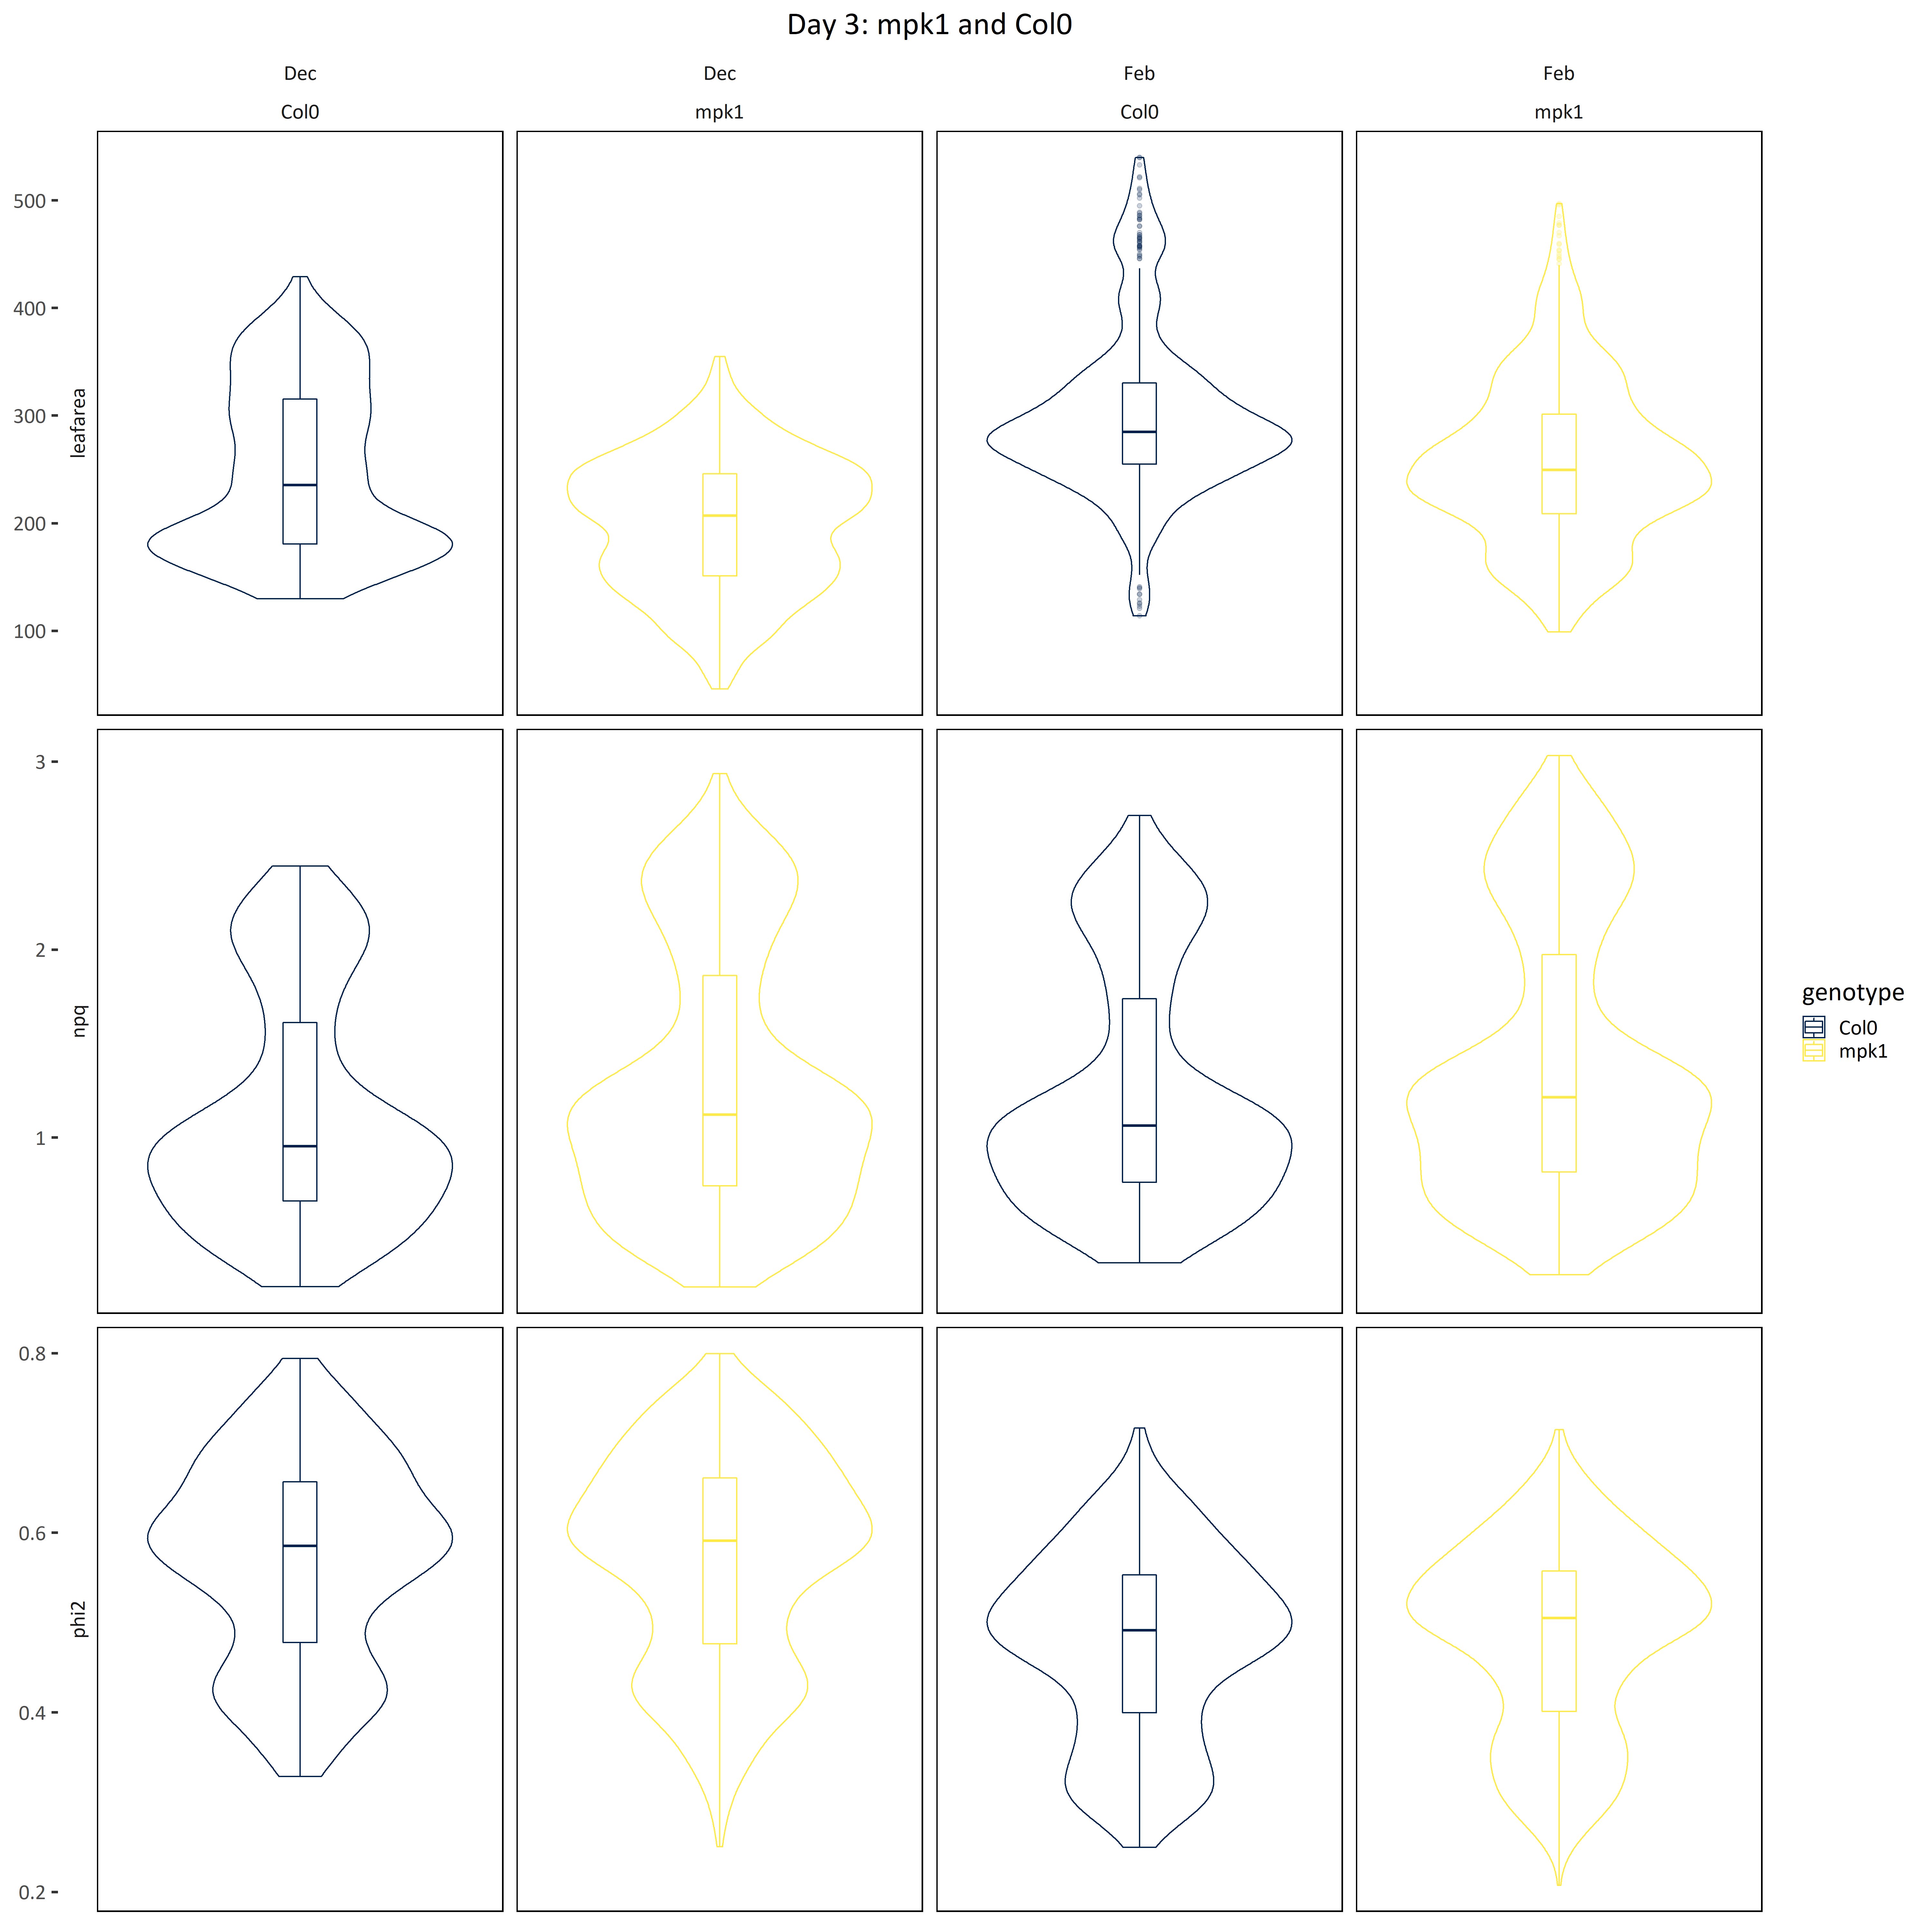 Day 3: mpk1 and Col0
Dec Dec Feb Feb
Col0 mpk1 Col0 mpk1
500
400
300
200
100
leafarea
3
2
1
npq
0.8
0.6
0.4
0.2
phi2
genotype
Col0
mpk1